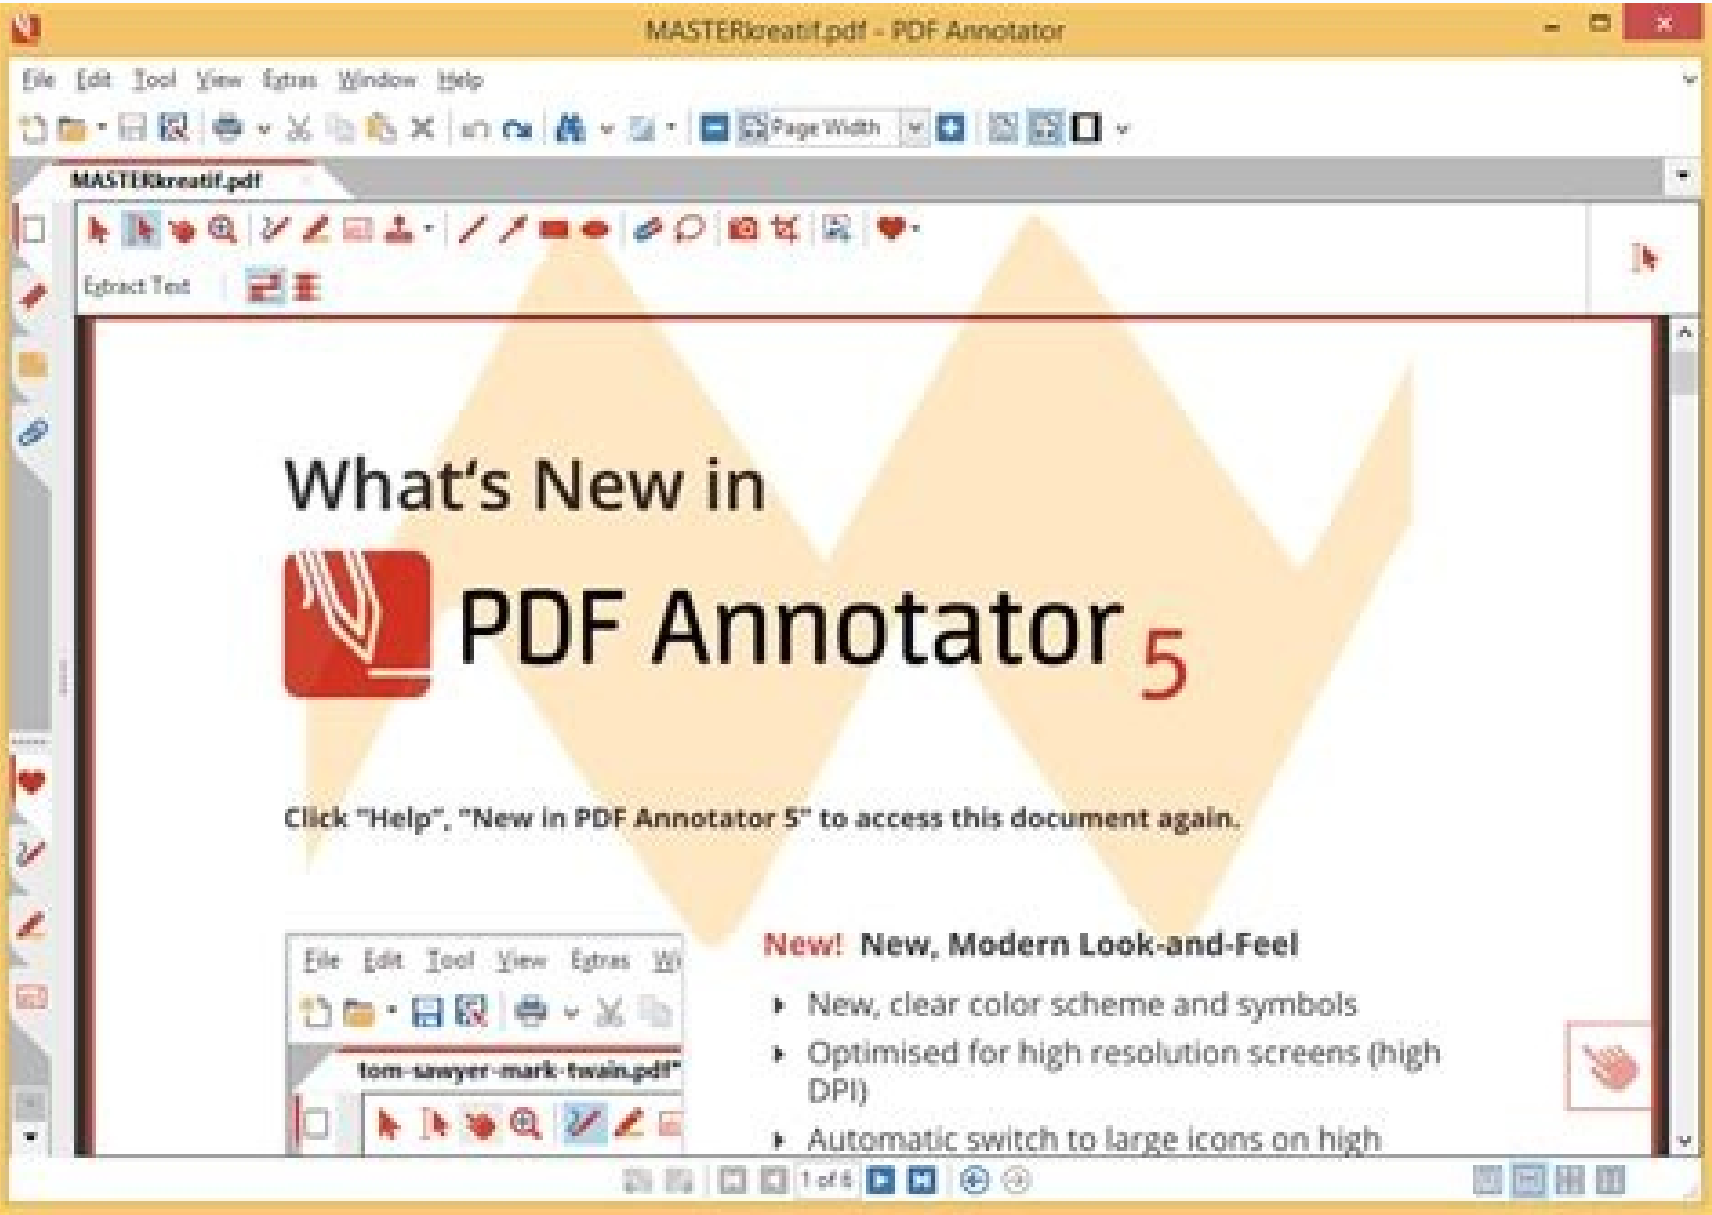 MASTERkreatif.pdf - PDF Annotator
File Edit Tool View Extras Window Help
Page Width
MASTERkreatif.pdf
Extract Text
What's New in
PDF Annotator 5
Click "Help", "New in PDF Annotator 5" to access this document again.
File Edit Tool View Extras Wi
tom-sawyer-mark-twain.pdf*
New! New, Modern Look-and-Feel
New, clear color scheme and symbols
Optimised for high resolution screens (high
DPI)
Automatic switch to large icons on high
1 of 6